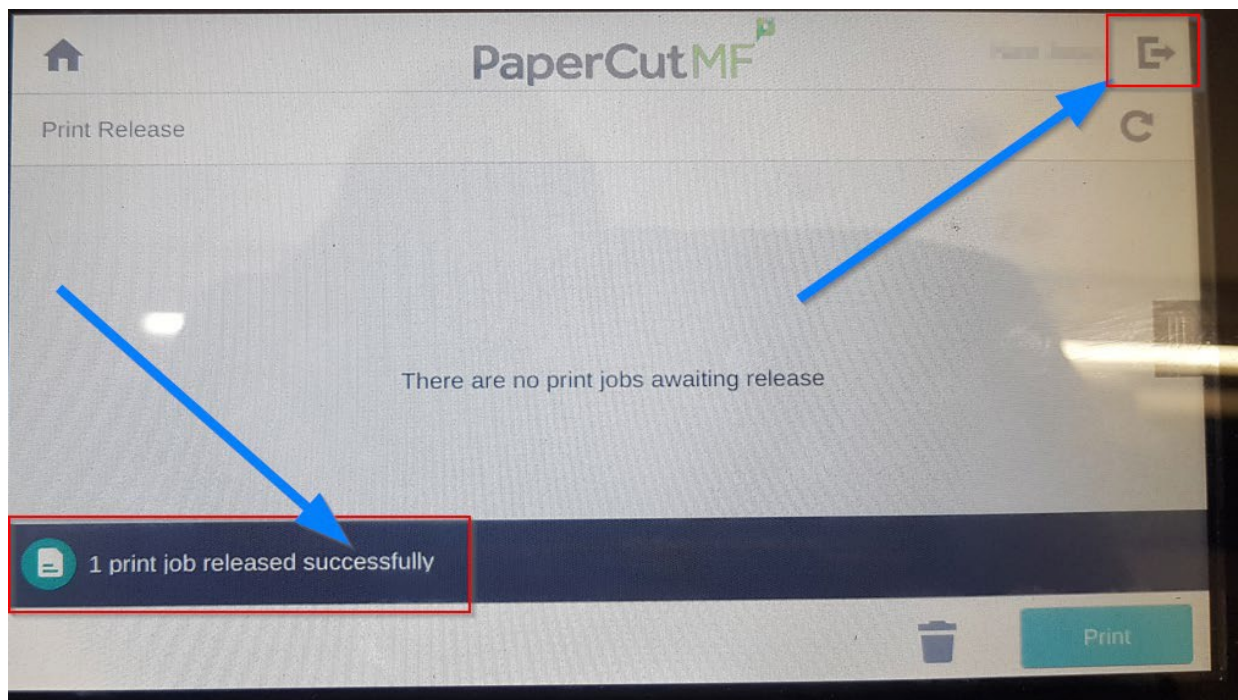 PaperCutMF
Print Release
There are no print jobs awaiting release
1 print job released successfully
Print